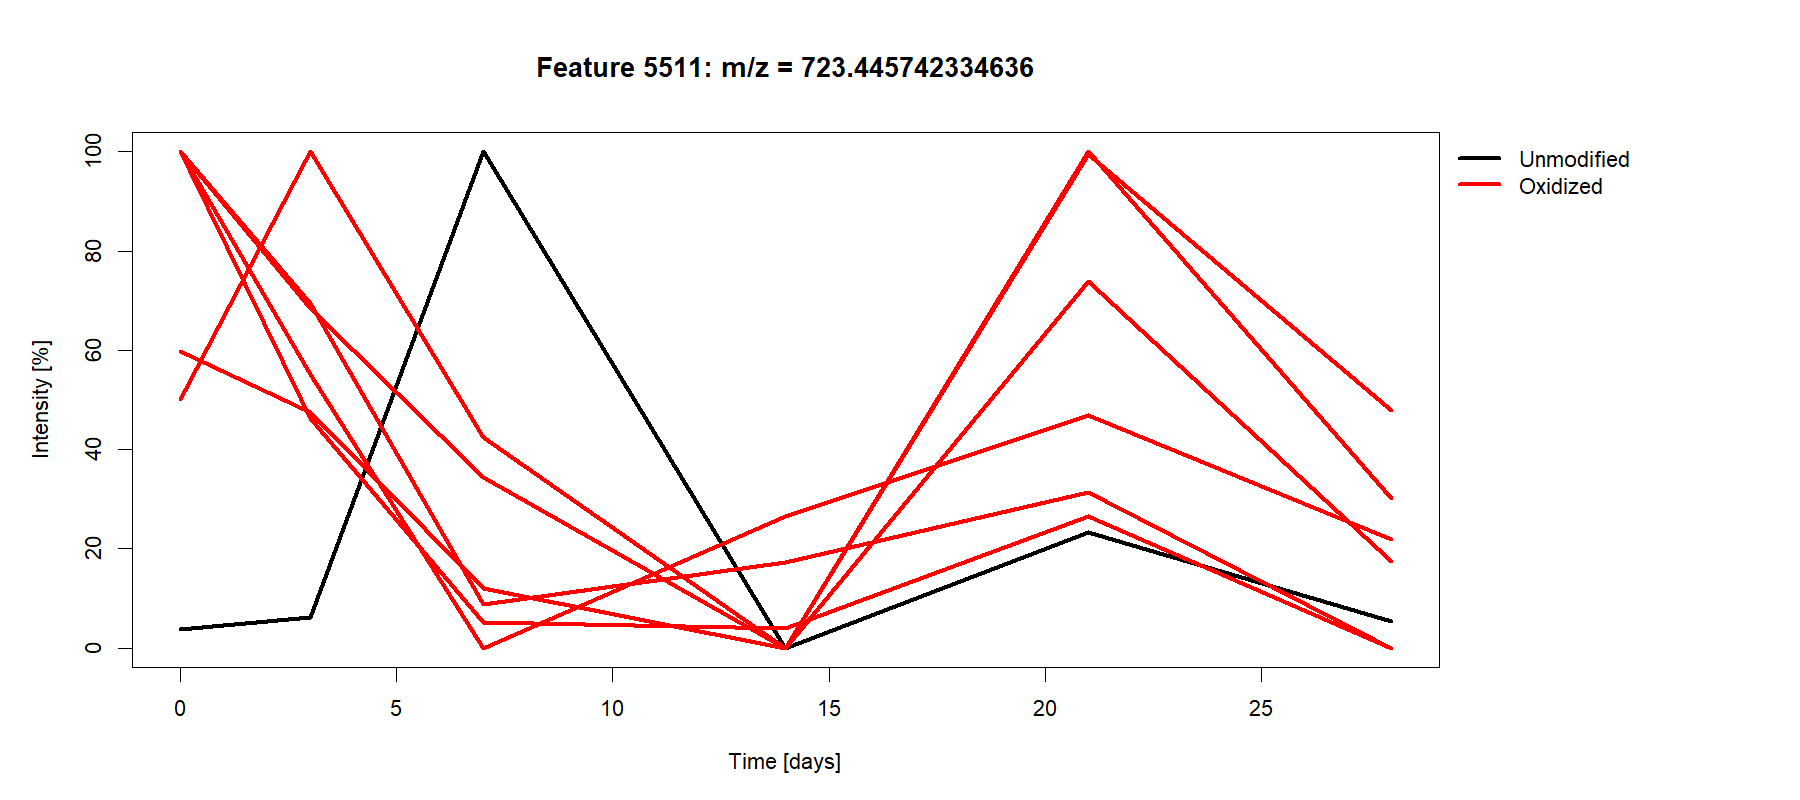 Feature 5511: m/z = 723.445742334636
Unmodified
Oxidized
100
80
60
40
20
0
Intensity [%]
0 5 10 15 20 25
Time [days]